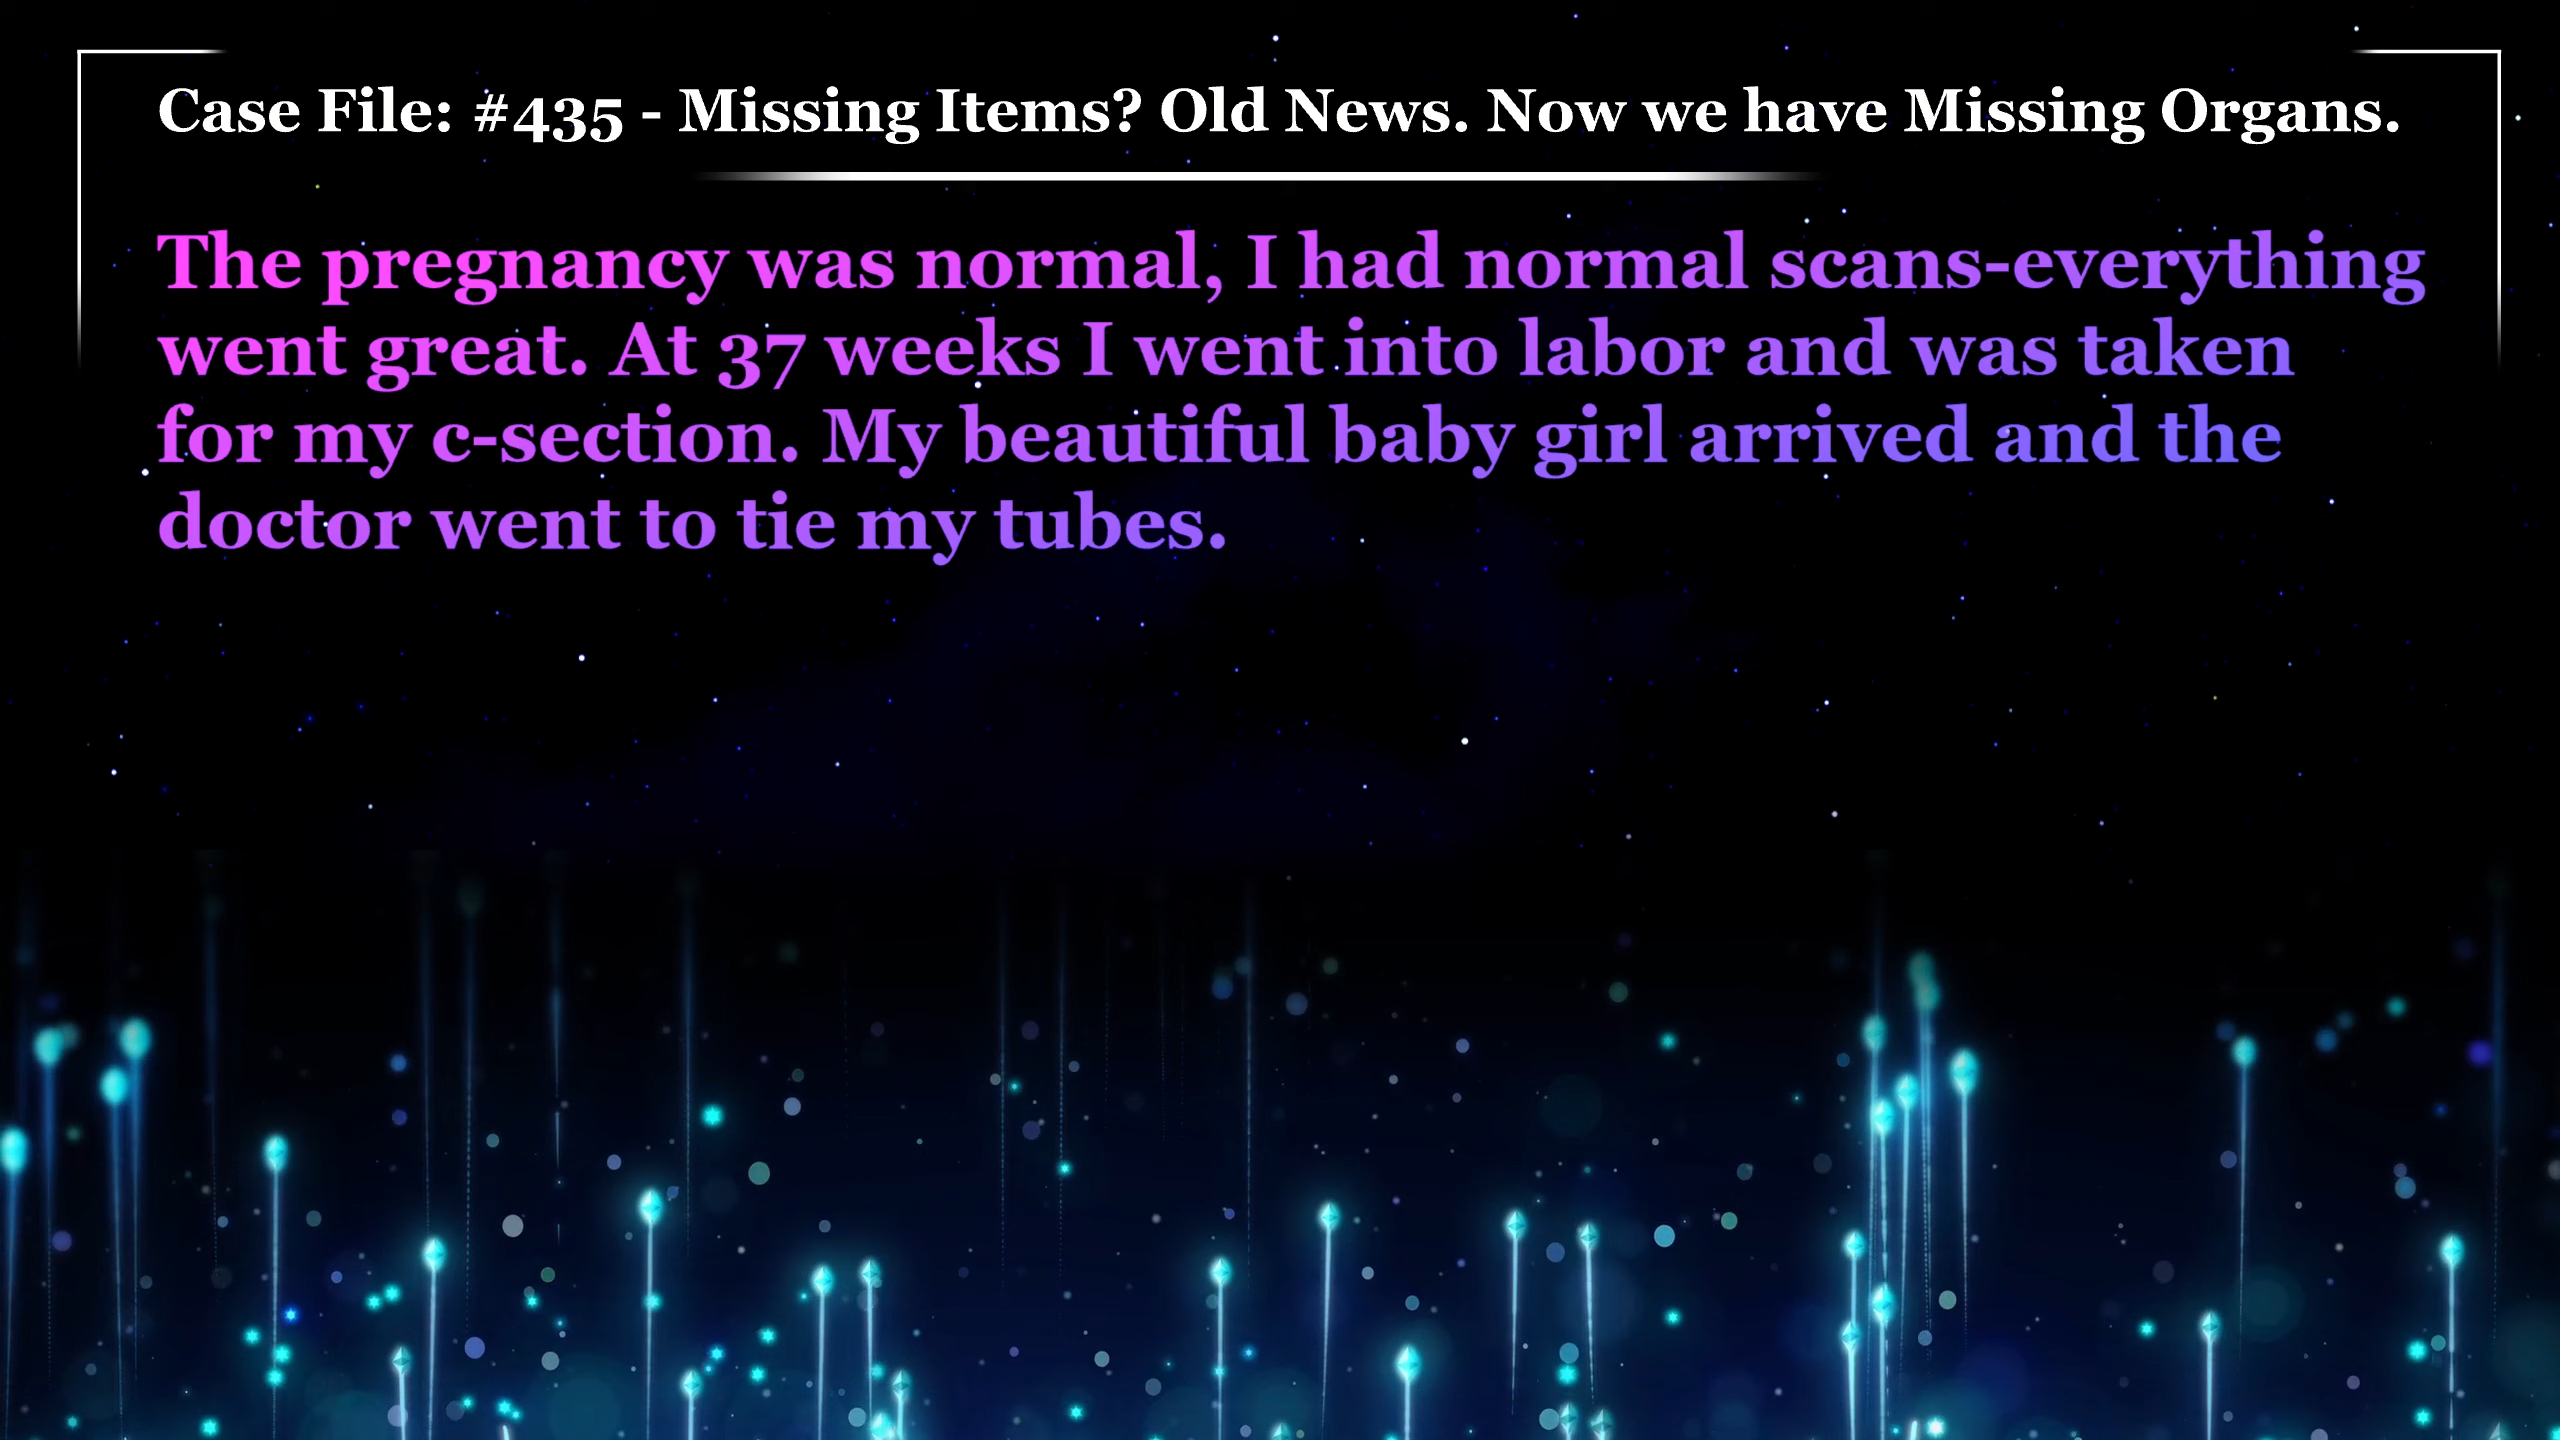 Case File: #435 - Missing Items? Old News. Now we have Missing Organs.
The pregnancy was normal, I had normal scans-everything
went great. At 37 weeks I went into labor and was taken
for my c-section. My beautiful baby girl arrived and the
doctor went to tie my tubes.